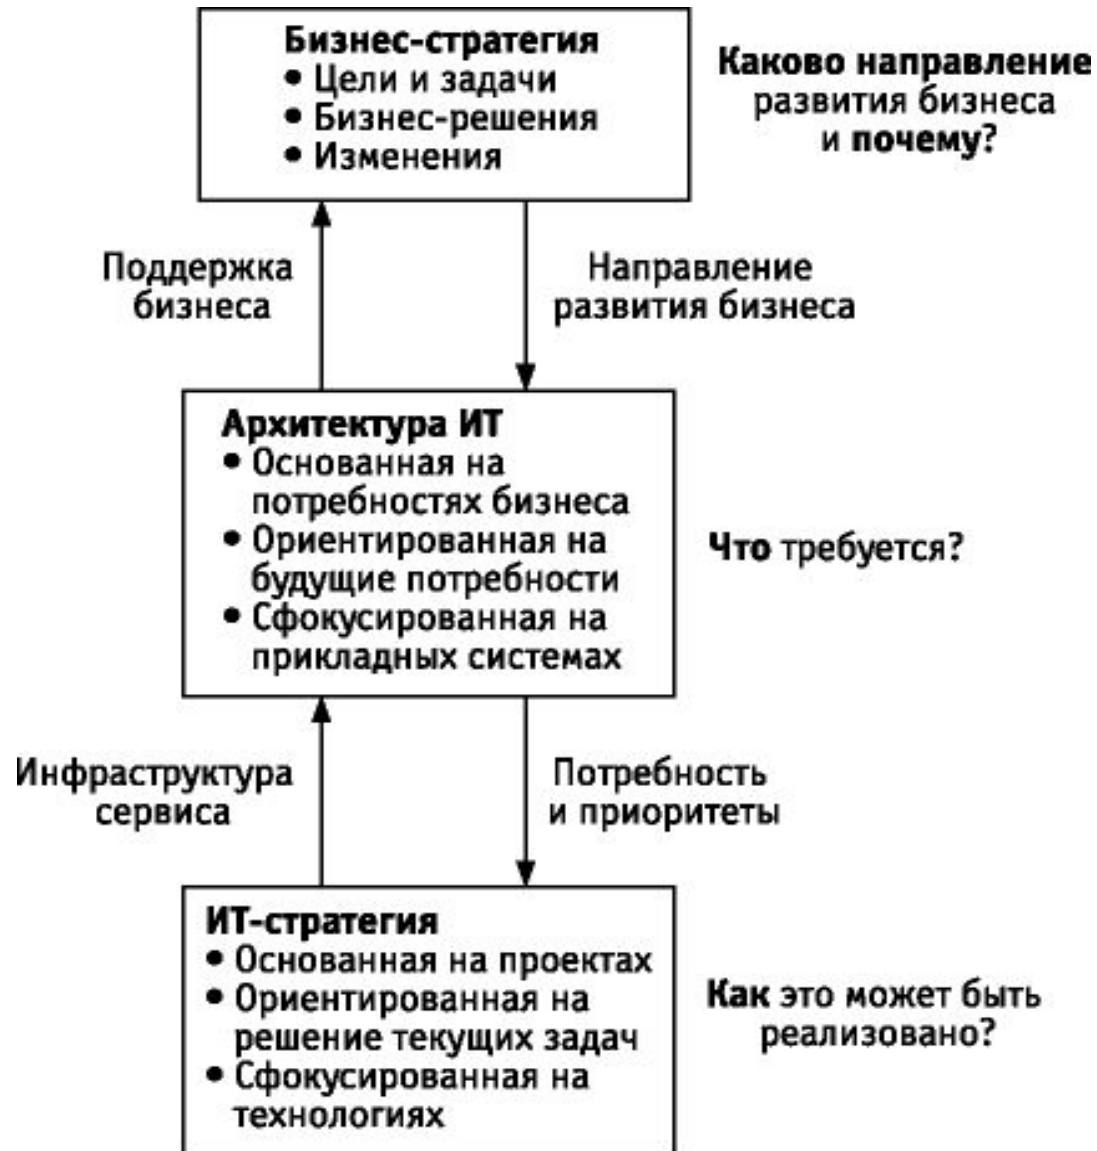 Бизнес-стратегия
• Цели и задачи
• Бизнес-решения
• Изменения
Каково направление
развития бизнеса
и почему?
Поддержка
бизнеса
Направление
развития бизнеса
Архитектура ИТ
• Основанная на
потребностях бизнеса
• Ориентированная на
будущие потребности
• Сфокусированная на
прикладных системах
Что требуется?
Инфраструктура
сервиса
Потребность
и приоритеты
ИТ-стратегия
• Основанная на проектах
• Ориентированная на
решение текущих задач
• Сфокусированная на
технологиях
Как это может быть
реализовано?